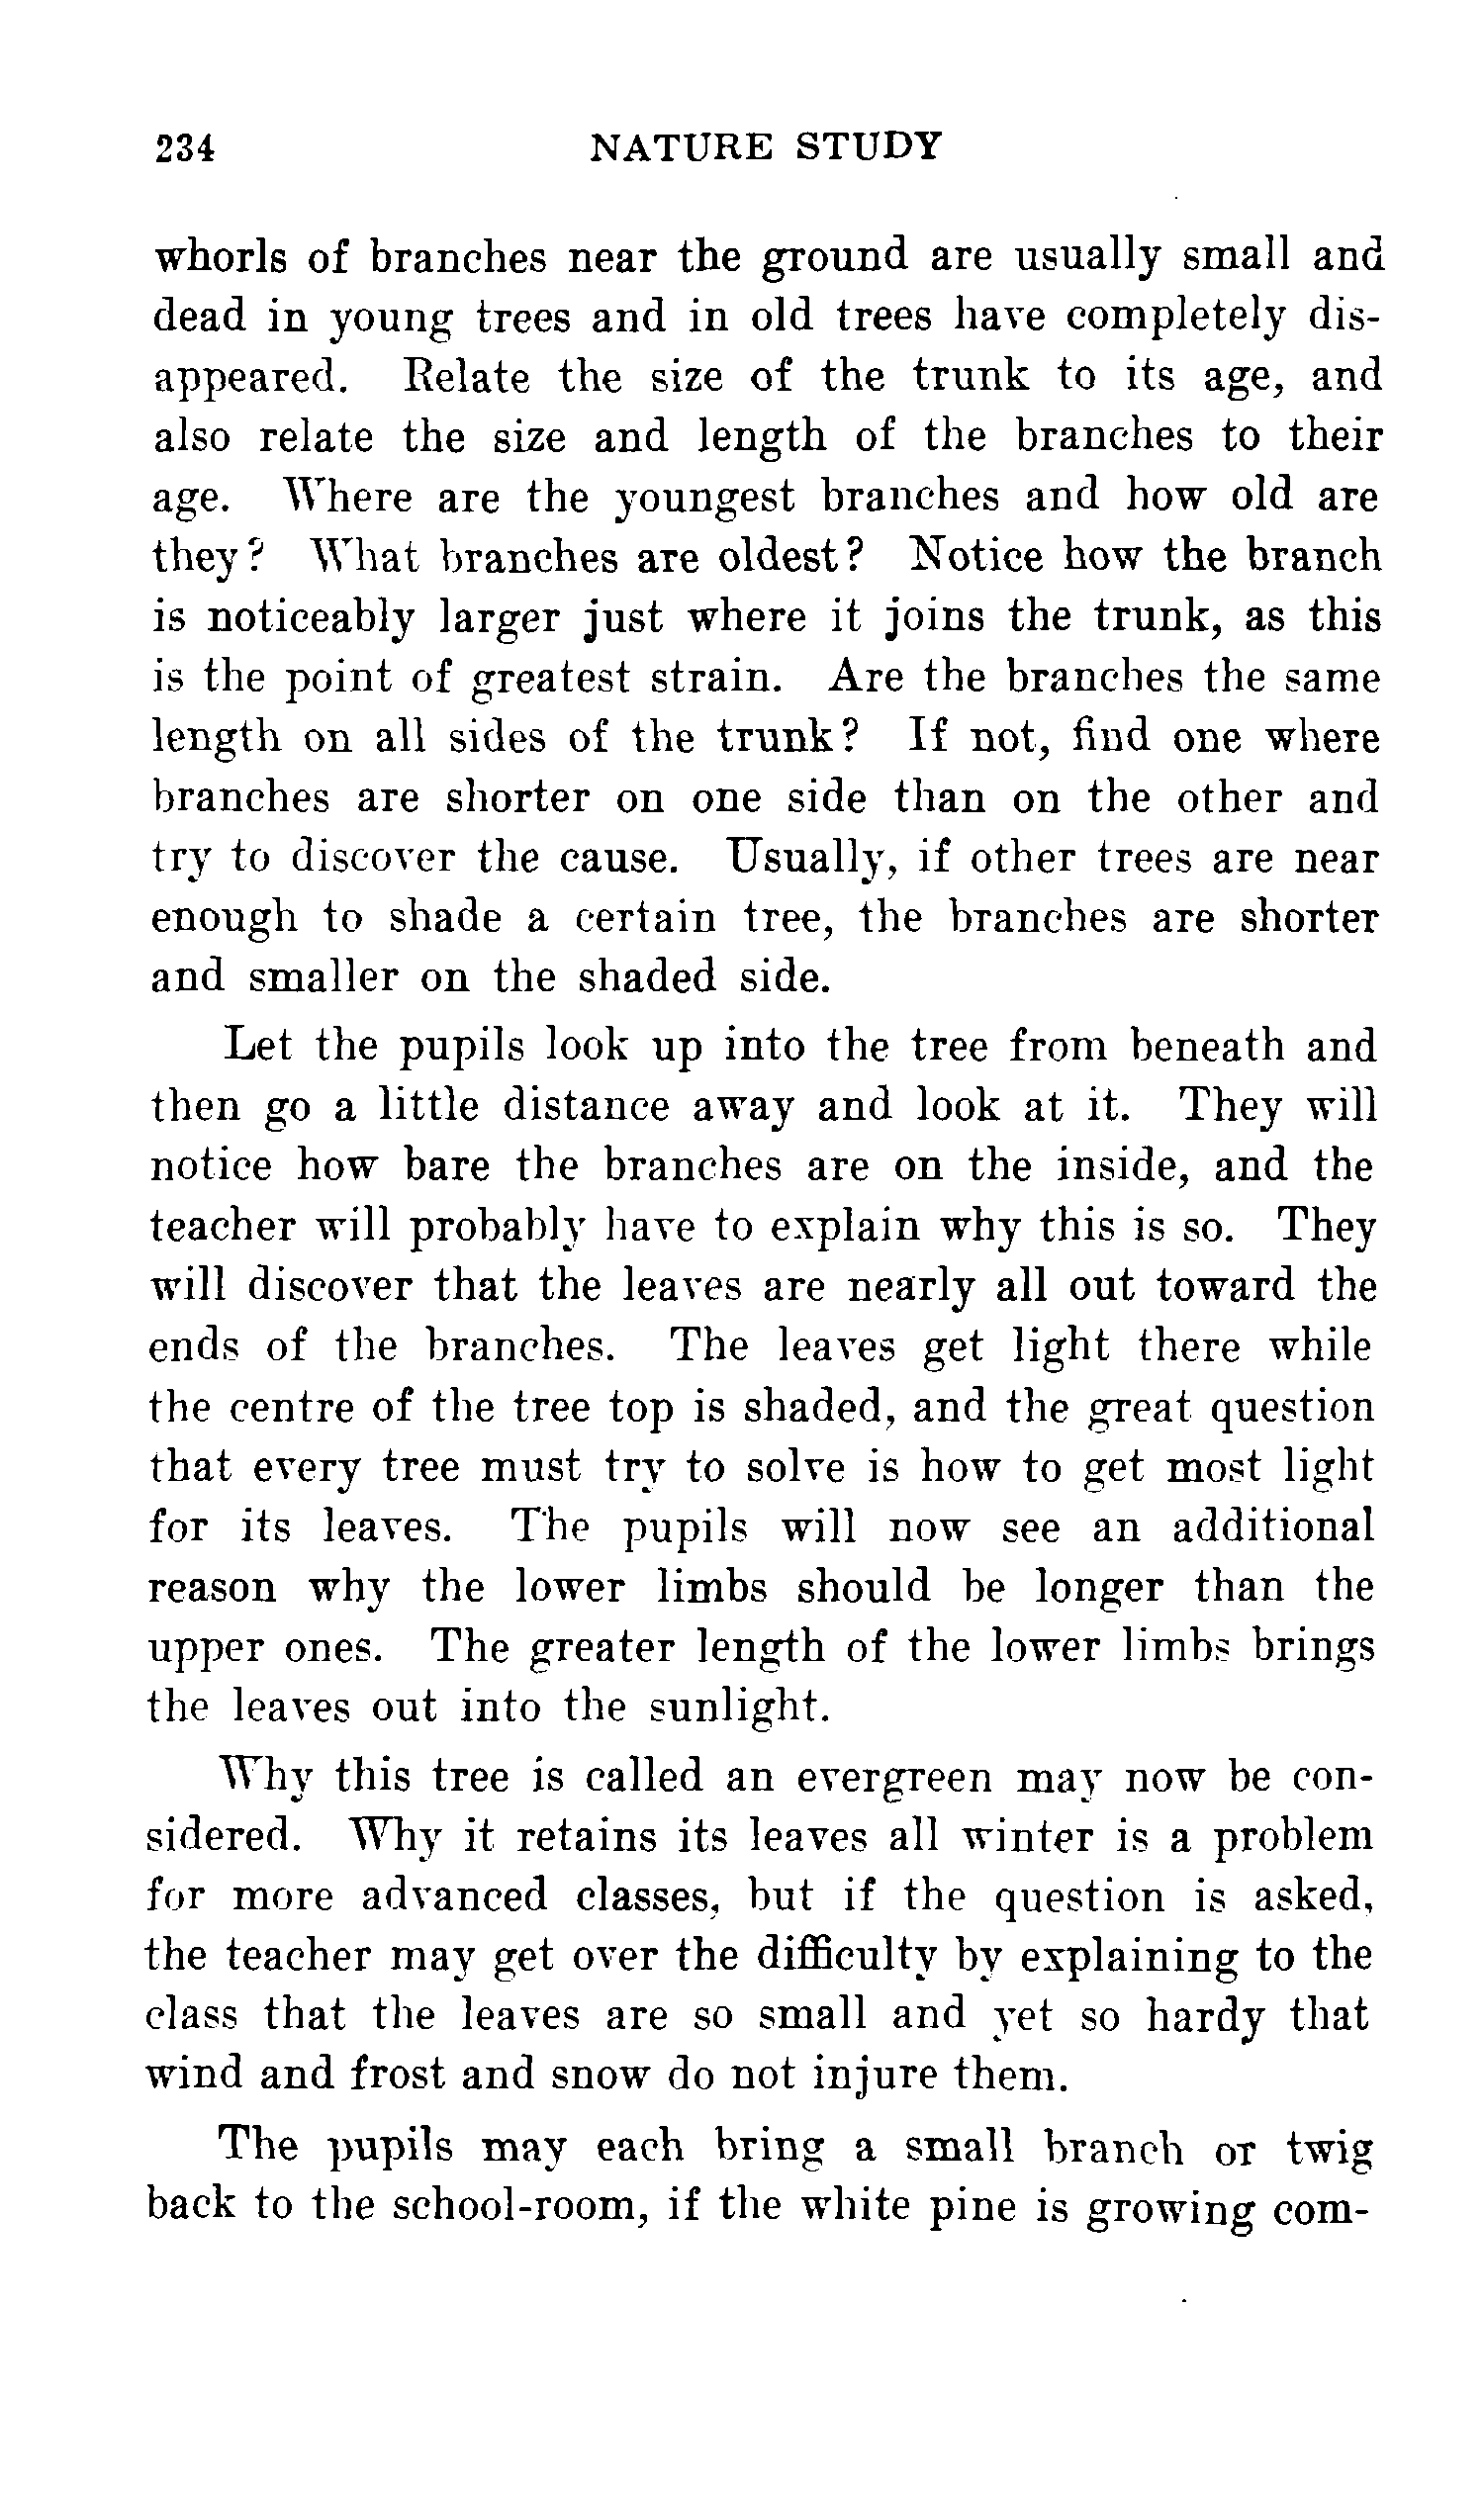 234 NATURE STUDY
whorls of branches near the ground are usually small and
dead in young trees and in old trees have completely dis-
appeared. Relate the size of the trunk to its age, and
also relate the size and length of the branches to their
age. Where are the youngest branches and how old are
they? What branches are oldest? Notice how the branch
is noticeably larger just where it joins the trunk, as this
is the point of greatest strain. Are the branches the same
length on all sides of the trunk? If not, find one where
branches are shorter on one side than on the other and
try to discover the cause. Usually, if other trees are near
enough to shade a certain tree, the branches are shorter
and smaller on the shaded side.
Let the pupils look up into the tree from beneath and
then go a little distance away and look at it. They will
notice how bare the branches are on the inside, and the
teacher will probably have to explain why this is so. They
will discover that the leaves are nearly all out toward the
ends of the branches. The leaves get light there while
the centre of the tree top is shaded, and the great question
that every tree must try to solve is how to get most light
for its leaves. The pupils will now see an additional
reason why the lower limbs should be longer than the
upper ones. The greater length of the lower limbs brings
the leaves out into the sunlight.
Why this tree is called an evergreen may now be con-
sidered. Why it retains its leaves all winter is a problem
for more advanced classes, but if the question is asked,
the teacher may get over the difficulty by explaining to the
class that the leaves are so small and yet so hardy that
wind and frost and snow do not injure them.
The pupils may each bring a small branch or twig
back to the school-room, if the white pine is growing com-